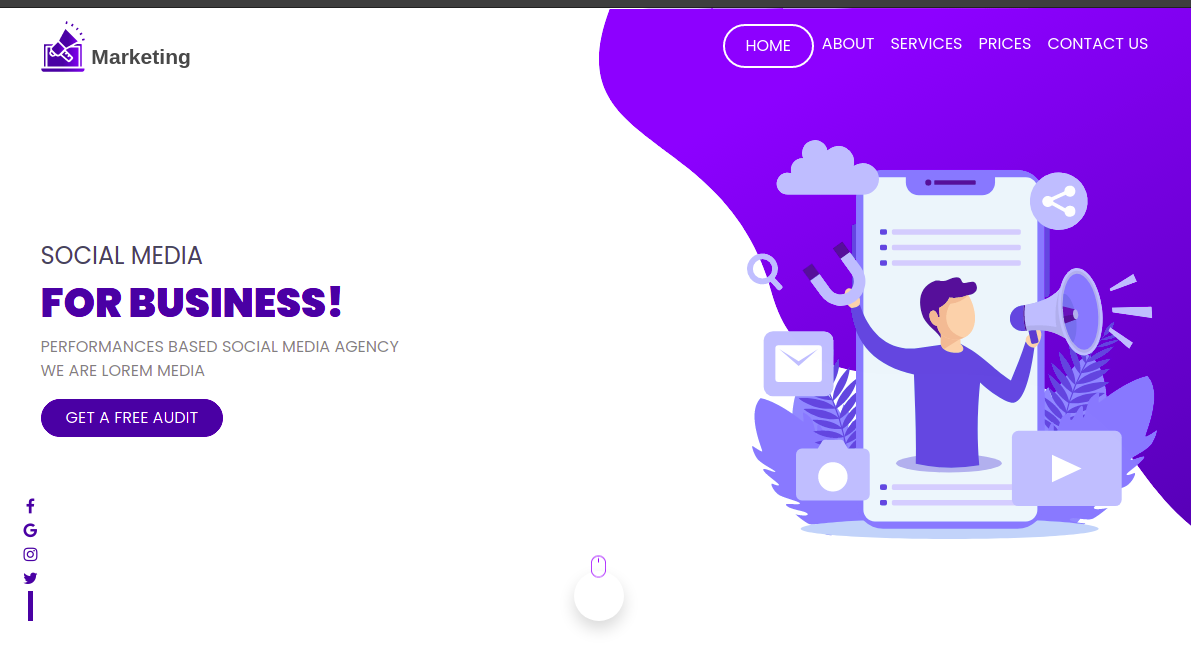 Marketing
HOME ABOUT SERVICES PRICES CONTACT US
SOCIAL MEDIA
FOR BUSINESS!
PERFORMANCES BASED SOCIAL MEDIA AGENCY
WE ARE LOREM MEDIA
GET A FREE AUDIT